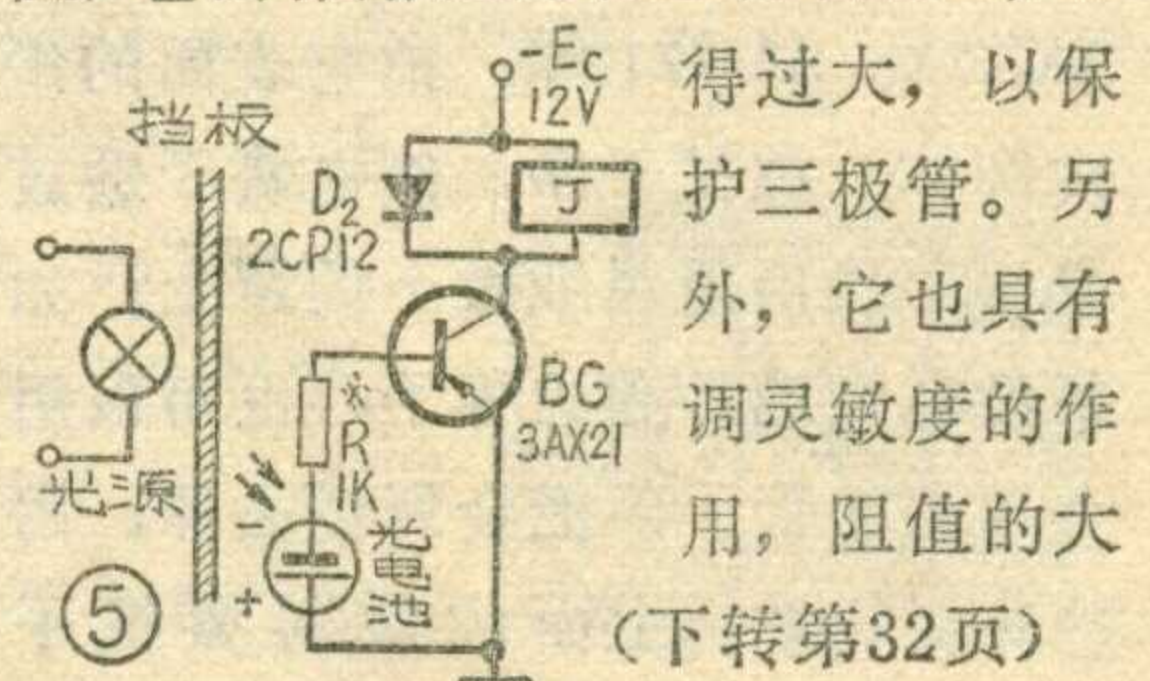 -Ec
12V
挡板
D₂
2CP12
J
BG
3AX21
*
R
1K
光源
-
+
光電池
⑤
得过大，以保
护三极管。另
外，它也具有
调灵敏度的作
用，阻值的大
（下转第32页）